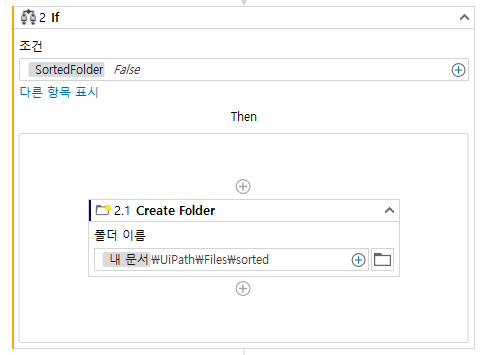 2 If
조건
SortedFolder False
다른 항목 표시
Then
2.1 Create Folder
폴더 이름
내 문서₩UiPath₩Files₩sorted